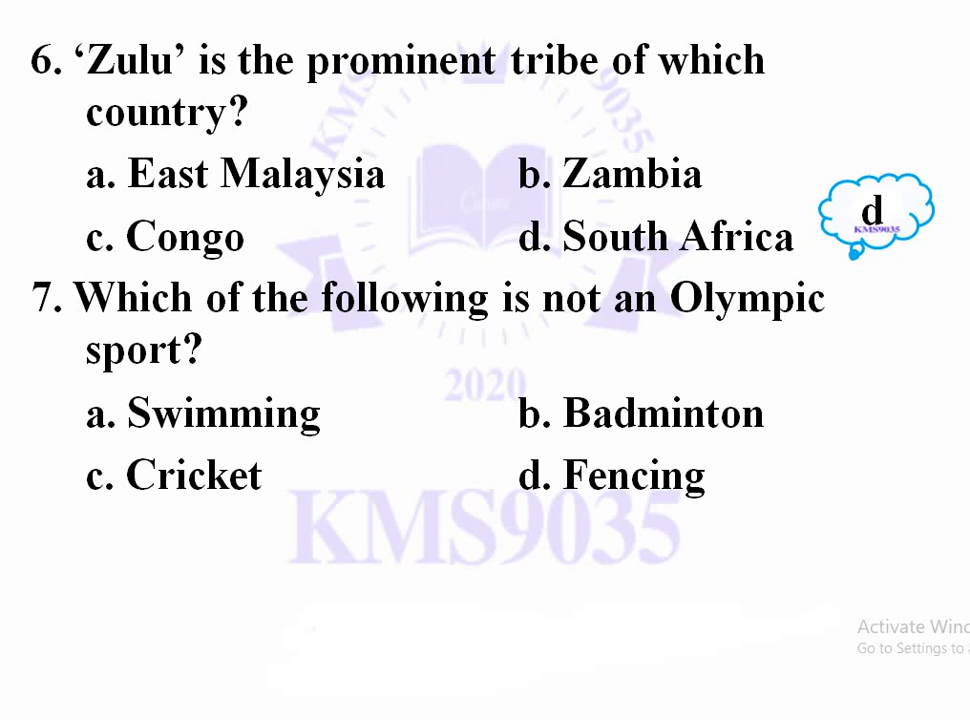 6. ‘Zulu’ is the prominent tribe of which
country?
a. East Malaysia b. Zambia
c. Congo d. South Africa
d
KMS9035
7. Which of the following is not an Olympic
sport?
a. Swimming b. Badminton
c. Cricket d. Fencing
KMS 9035
2020
KMS9035
Activate Wind
Go to Settings to